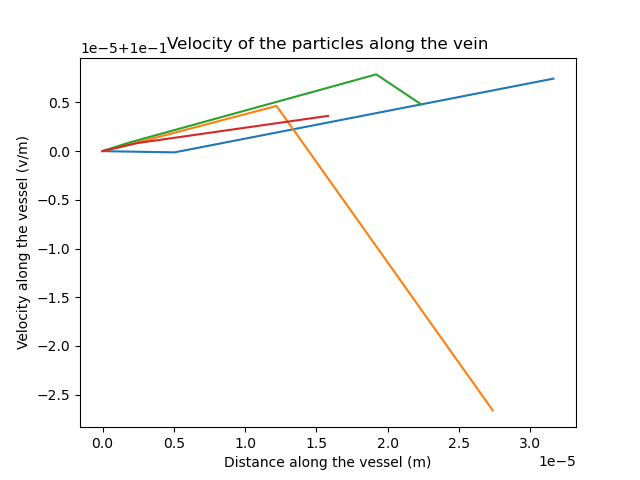 Velocity of the particles along the vein
1e−5+1e−1
0.5
0.0
−0.5
−1.0
−1.5
−2.0
−2.5
Velocity along the vessel (v/m)
0.0 0.5 1.0 1.5 2.0 2.5 3.0
1e−5
Distance along the vessel (m)